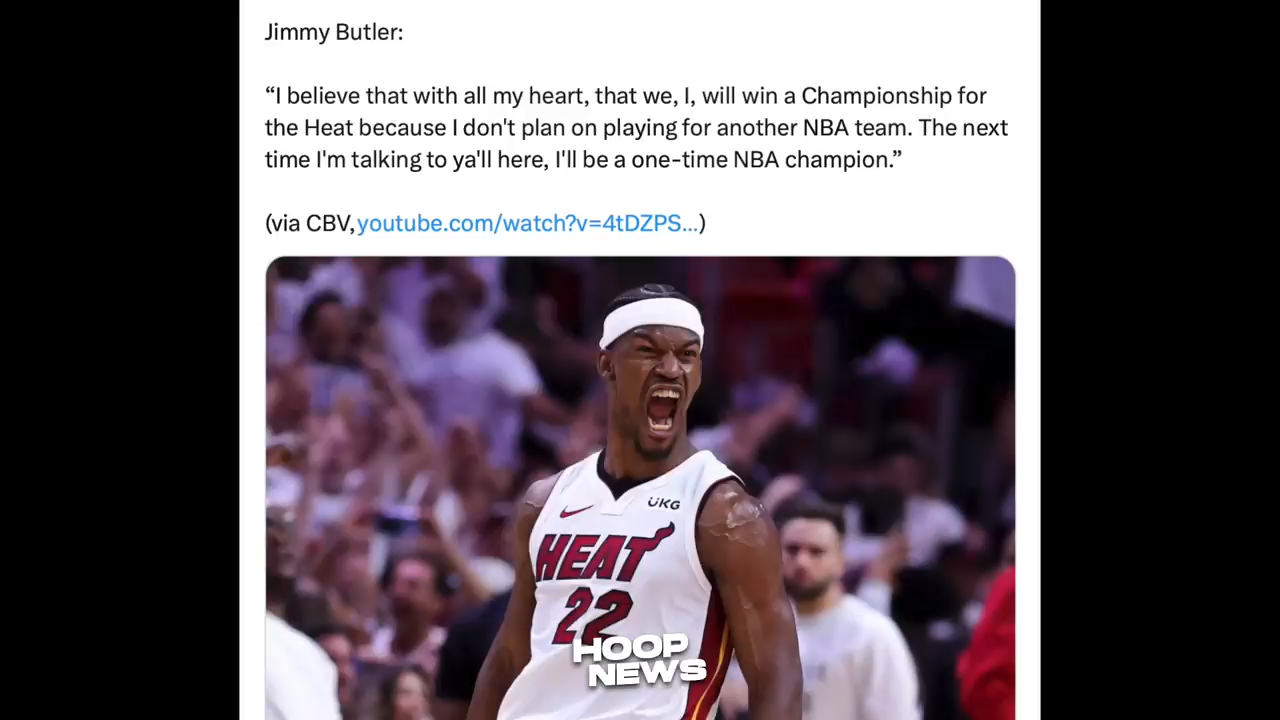 Jimmy Butler:
“I believe that with all my heart, that we, I, will win a Championship for
the Heat because I don't plan on playing for another NBA team. The next
time I'm talking to ya'll here, I'll be a one-time NBA champion.”
(via CBV,youtube.com/watch?v=4tDZPS...)
UKG
HEAT
22
HOOP
NEWS